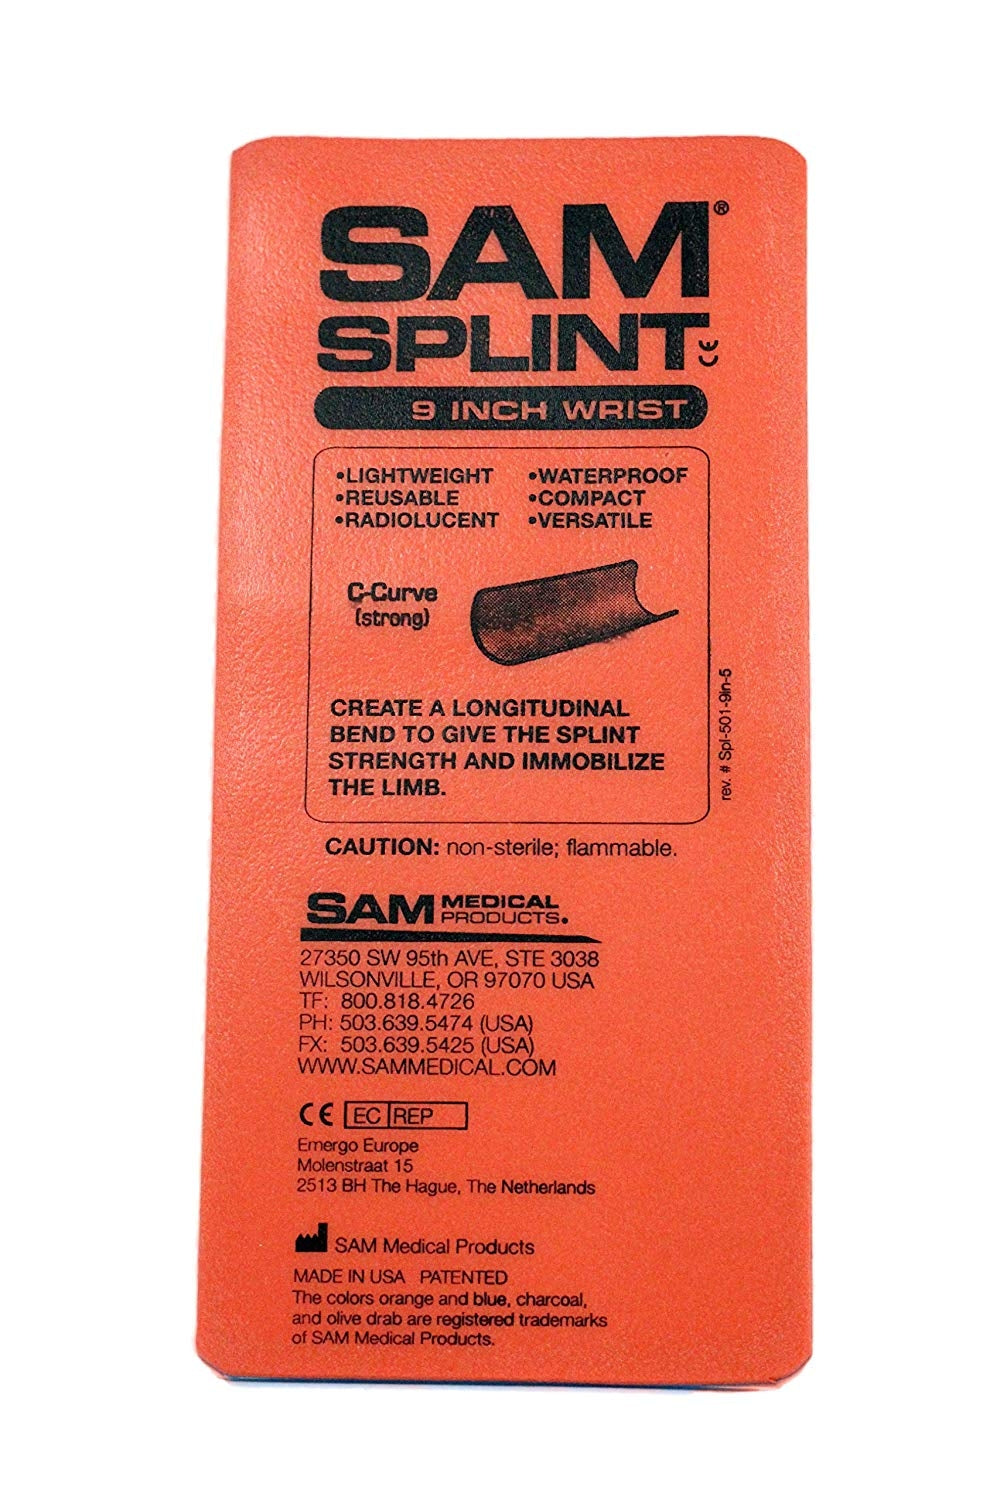 SAM®
SPLINT CE
9 INCH WRIST
•LIGHTWEIGHT •WATERPROOF
•REUSABLE •COMPACT
•RADIOLUCENT •VERSATILE
C-Curve
(strong)
CREATE A LONGITUDINAL
BEND TO GIVE THE SPLINT
STRENGTH AND IMMOBILIZE
THE LIMB.
rev. # Spl-501-9in-5
CAUTION: non-sterile; flammable.
SAM MEDICAL
PRODUCTS.
27350 SW 95th AVE, STE 3038
WILSONVILLE, OR 97070 USA
TF: 800.818.4726
PH: 503.639.5474 (USA)
FX: 503.639.5425 (USA)
WWW.SAMMEDICAL.COM
CE EC REP
Emergo Europe
Molenstraat 15
2513 BH The Hague, The Netherlands
SAM Medical Products
MADE IN USA PATENTED
The colors orange and blue, charcoal,
and olive drab are registered trademarks
of SAM Medical Products.